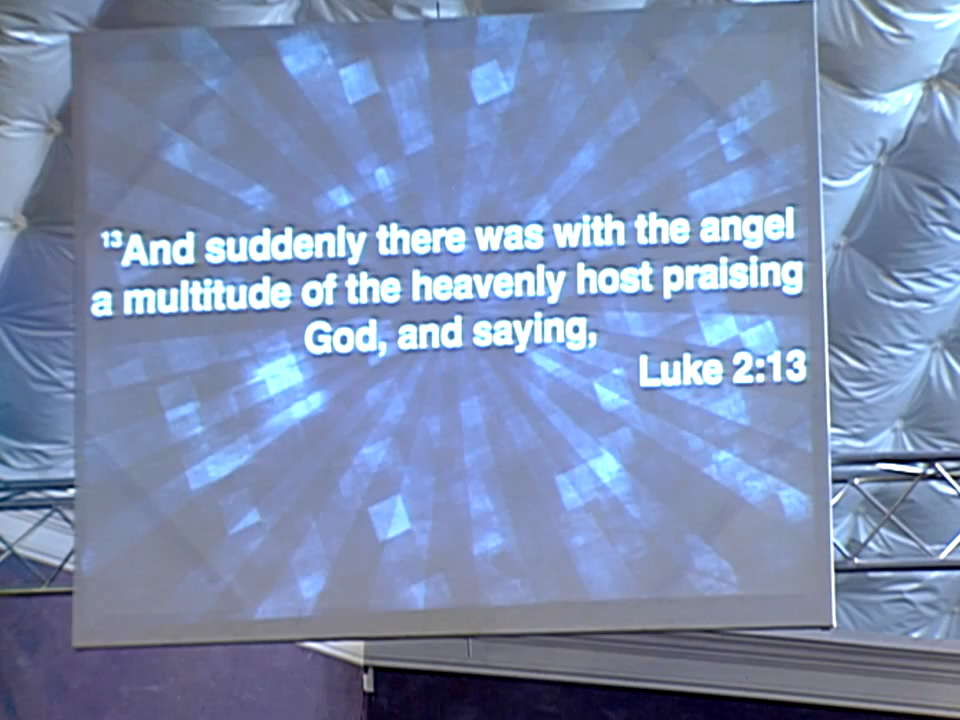 ¹³And suddenly there was with the angel
a multitude of the heavenly host praising
God, and saying,
Luke 2:13